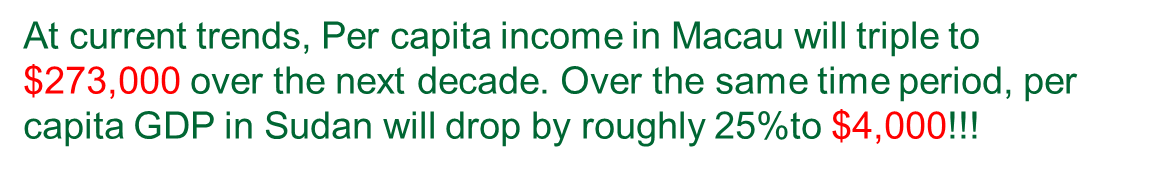 At current trends, Per capita income in Macau will triple to
$273,000 over the next decade. Over the same time period, per
capita GDP in Sudan will drop by roughly 25%to $4,000!!!